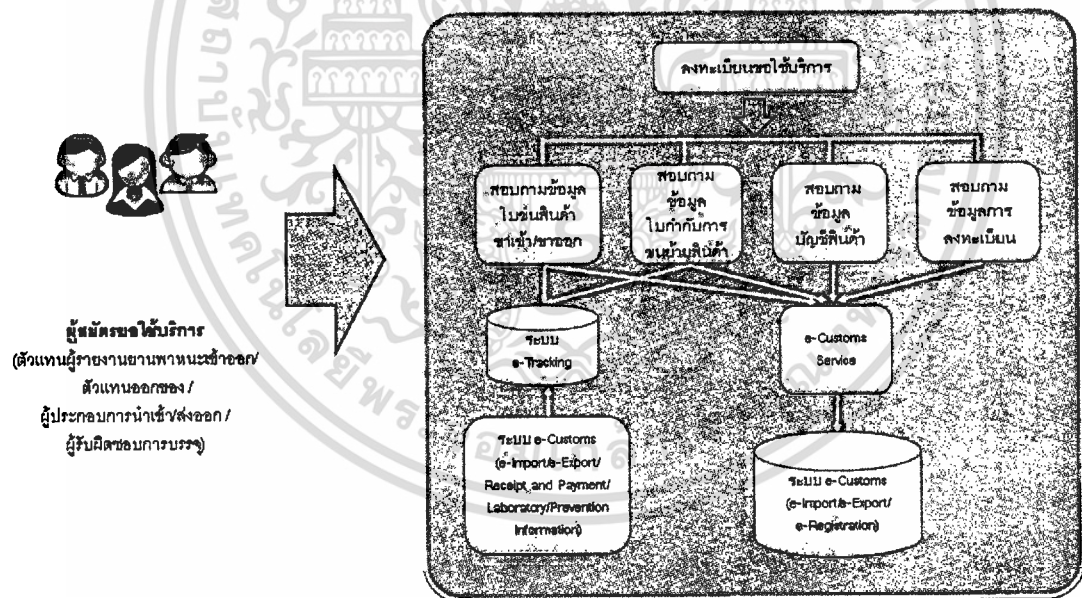 ลงทะเบียนขอใช้บริการ
สอบถามข้อมูล
ใบขนสินค้า
ขาเข้า/ขาออก
สอบถาม
ข้อมูล
ใบกำกับการ
ขนย้ายสินค้า
สอบถาม
ข้อมูล
บัญชีสินค้า
สอบถาม
ข้อมูลการ
ลงทะเบียน
ผู้สมัครขอใช้บริการ
(ตัวแทนผู้รายงานยานพาหนะเข้าออก/
ตัวแทนออกของ /
ผู้ประกอบการนำเข้า/ส่งออก /
ผู้รับผิดชอบการบรรจุ)
ระบบ
e-Tracking
e-Customs
Service
ระบบ e-Customs
(e-Import/e-Export/
Receipt and Payment/
Laboratory/Prevention
Information)
ระบบ e-Customs
(e-Import/e-Export/
e-Registration)